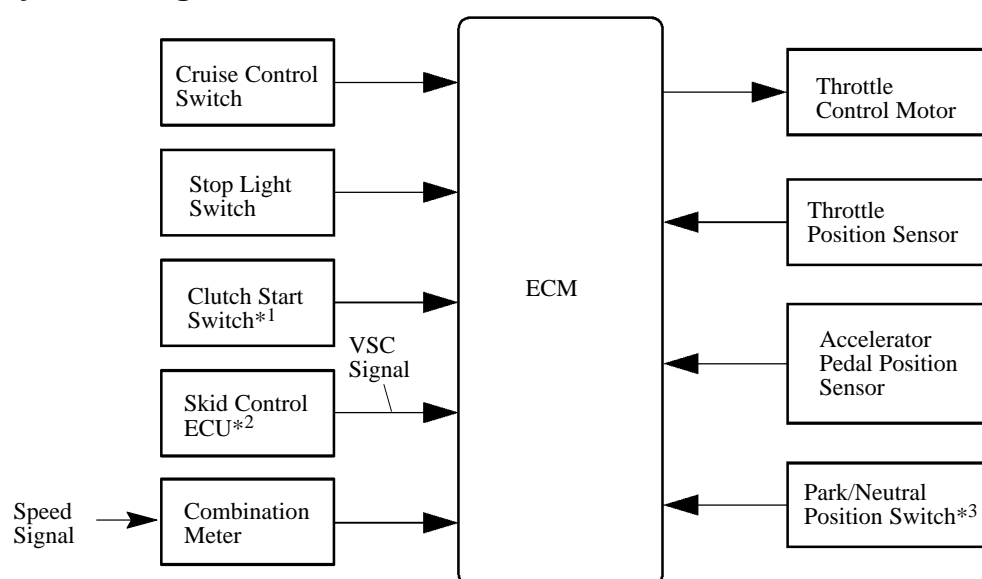 Cruise Control
Switch
Stop Light
Switch
Clutch Start
Switch*1
VSC
Signal
Skid Control
ECU*2
Speed
Signal
Combination
Meter
ECM
Throttle
Control Motor
Throttle
Position Sensor
Accelerator
Pedal Position
Sensor
Park/Neutral
Position Switch*3